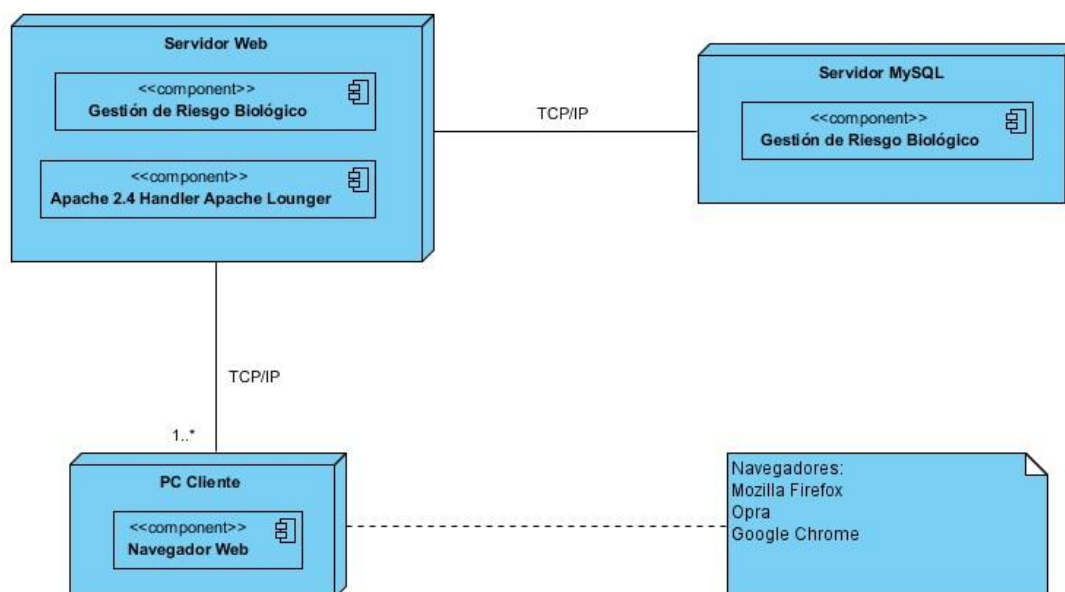 Servidor Web
<<component>>
Gestión de Riesgo Biológico
<<component>>
Apache 2.4 Handler Apache Lounger
TCP/IP
Servidor MySQL
<<component>>
Gestión de Riesgo Biológico
TCP/IP
1..*
PC Cliente
<<component>>
Navegador Web
Navegadores:
Mozilla Firefox
Opra
Google Chrome